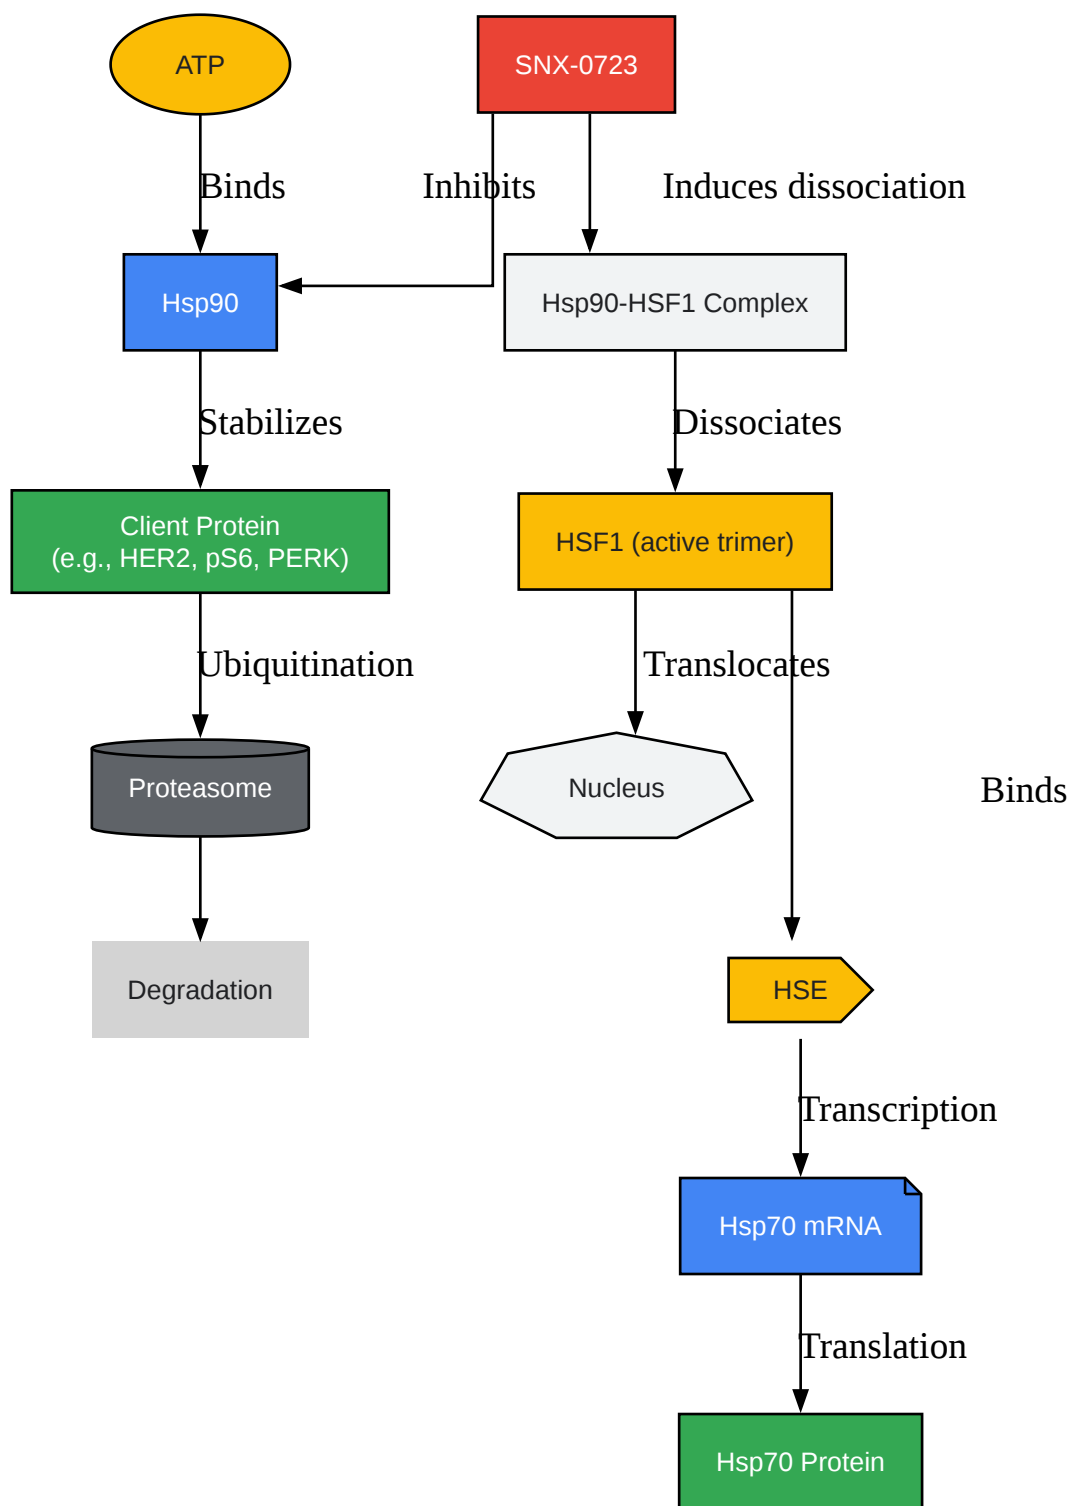 ATP
SNX-0723
Binds
Inhibits
Induces dissociation
Hsp90
Hsp90-HSF1 Complex
Stabilizes
Dissociates
Client Protein
(e.g., HER2, pS6, PERK)
HSF1 (active trimer)
Ubiquitination
Translocates
Proteasome
Nucleus
Binds
Degradation
HSE
Transcription
Hsp70 mRNA
Translation
Hsp70 Protein